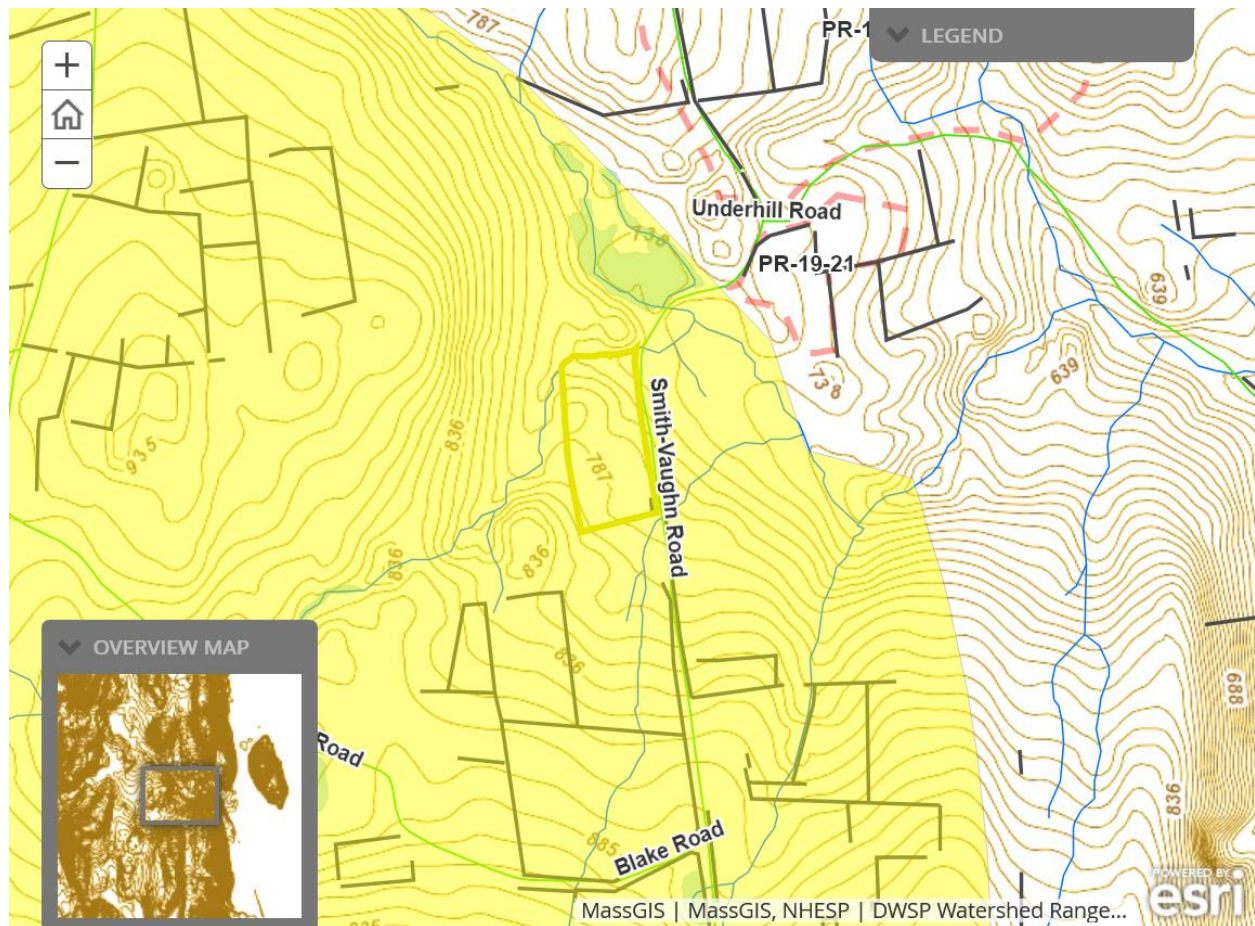 787
PR-1
LEGEND
+
−
Underhill Road
738
PR-19-21
639
639
738
Smith-Vaughn Road
836
935
787
836
836
836
OVERVIEW MAP
Road
889
836
885
Blake Road
POWERED BY
esri
MassGIS | MassGIS, NHESP | DWSP Watershed Range...